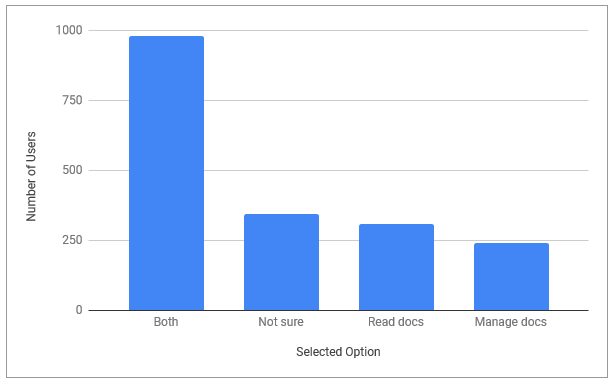 1000
750
500
250
0
Number of Users
Both
Not sure
Read docs
Manage docs
Selected Option